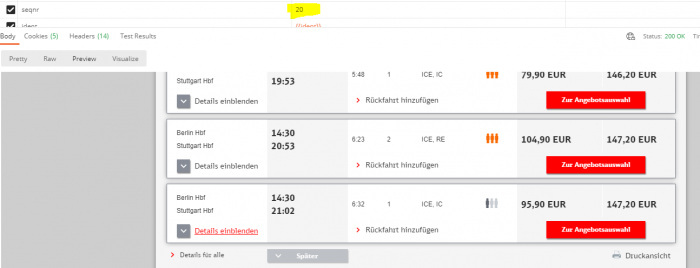 seqnr 20
Body Cookies (5) Headers (14) Test Results Status: 200 OK
Pretty Raw Preview Visualize
Stuttgart Hbf 19:53 5:48 1 ICE, IC 79,90 EUR 146,20 EUR
Details einblenden Rückfahrt hinzufügen Zur Angebotsauswahl
Berlin Hbf 14:30 6:23 2 ICE, RE 104,90 EUR 147,20 EUR
Stuttgart Hbf 20:53
Details einblenden Rückfahrt hinzufügen Zur Angebotsauswahl
Berlin Hbf 14:30 6:32 1 ICE, IC 95,90 EUR 147,20 EUR
Stuttgart Hbf 21:02
Details einblenden Rückfahrt hinzufügen Zur Angebotsauswahl
Details für alle Später Druckansicht